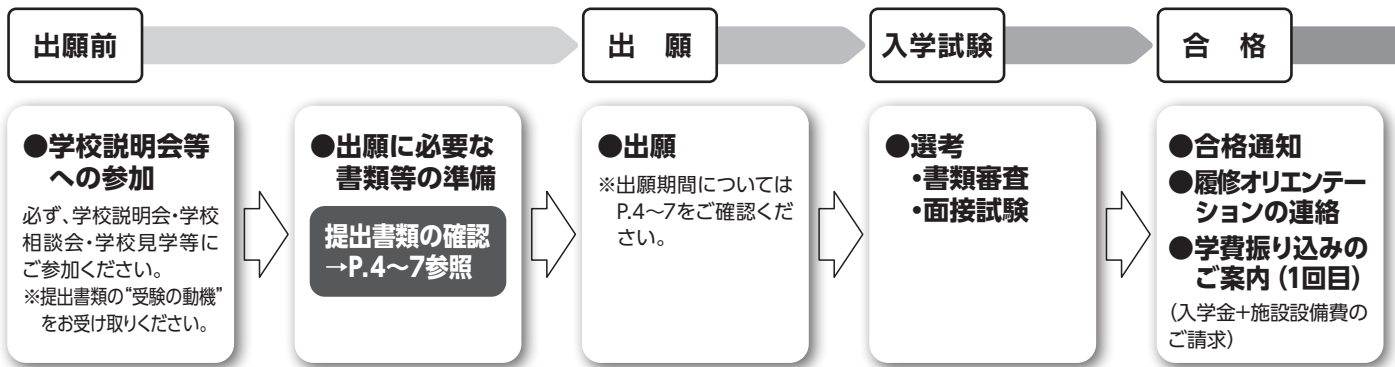 出願前
出　願
入学試験
合　格
●学校説明会等
への参加
必ず、学校説明会・学校
相談会・学校見学等に
ご参加ください。
※提出書類の“受験の動機”
をお受け取りください。
●出願に必要な
書類等の準備
提出書類の確認
→P.4～7参照
●出願
※出願期間については
P.4～7をご確認くだ
さい。
●選考
・書類審査
・面接試験
●合格通知
●履修オリエンテー
ションの連絡
●学費振り込みの
ご案内（1回目）
（入学金+施設設備費の
ご請求）